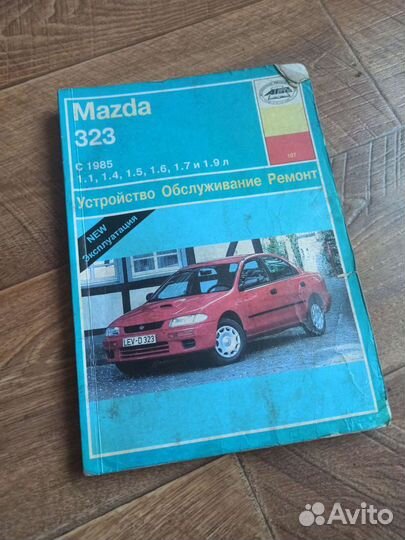 Mazda
323
С 1985
1.1, 1.4, 1.5, 1.6, 1.7 и 1.9 л
Устройство Обслуживание Ремонт
NEW
Эксплуатация
LEV-D 323
187
Avito